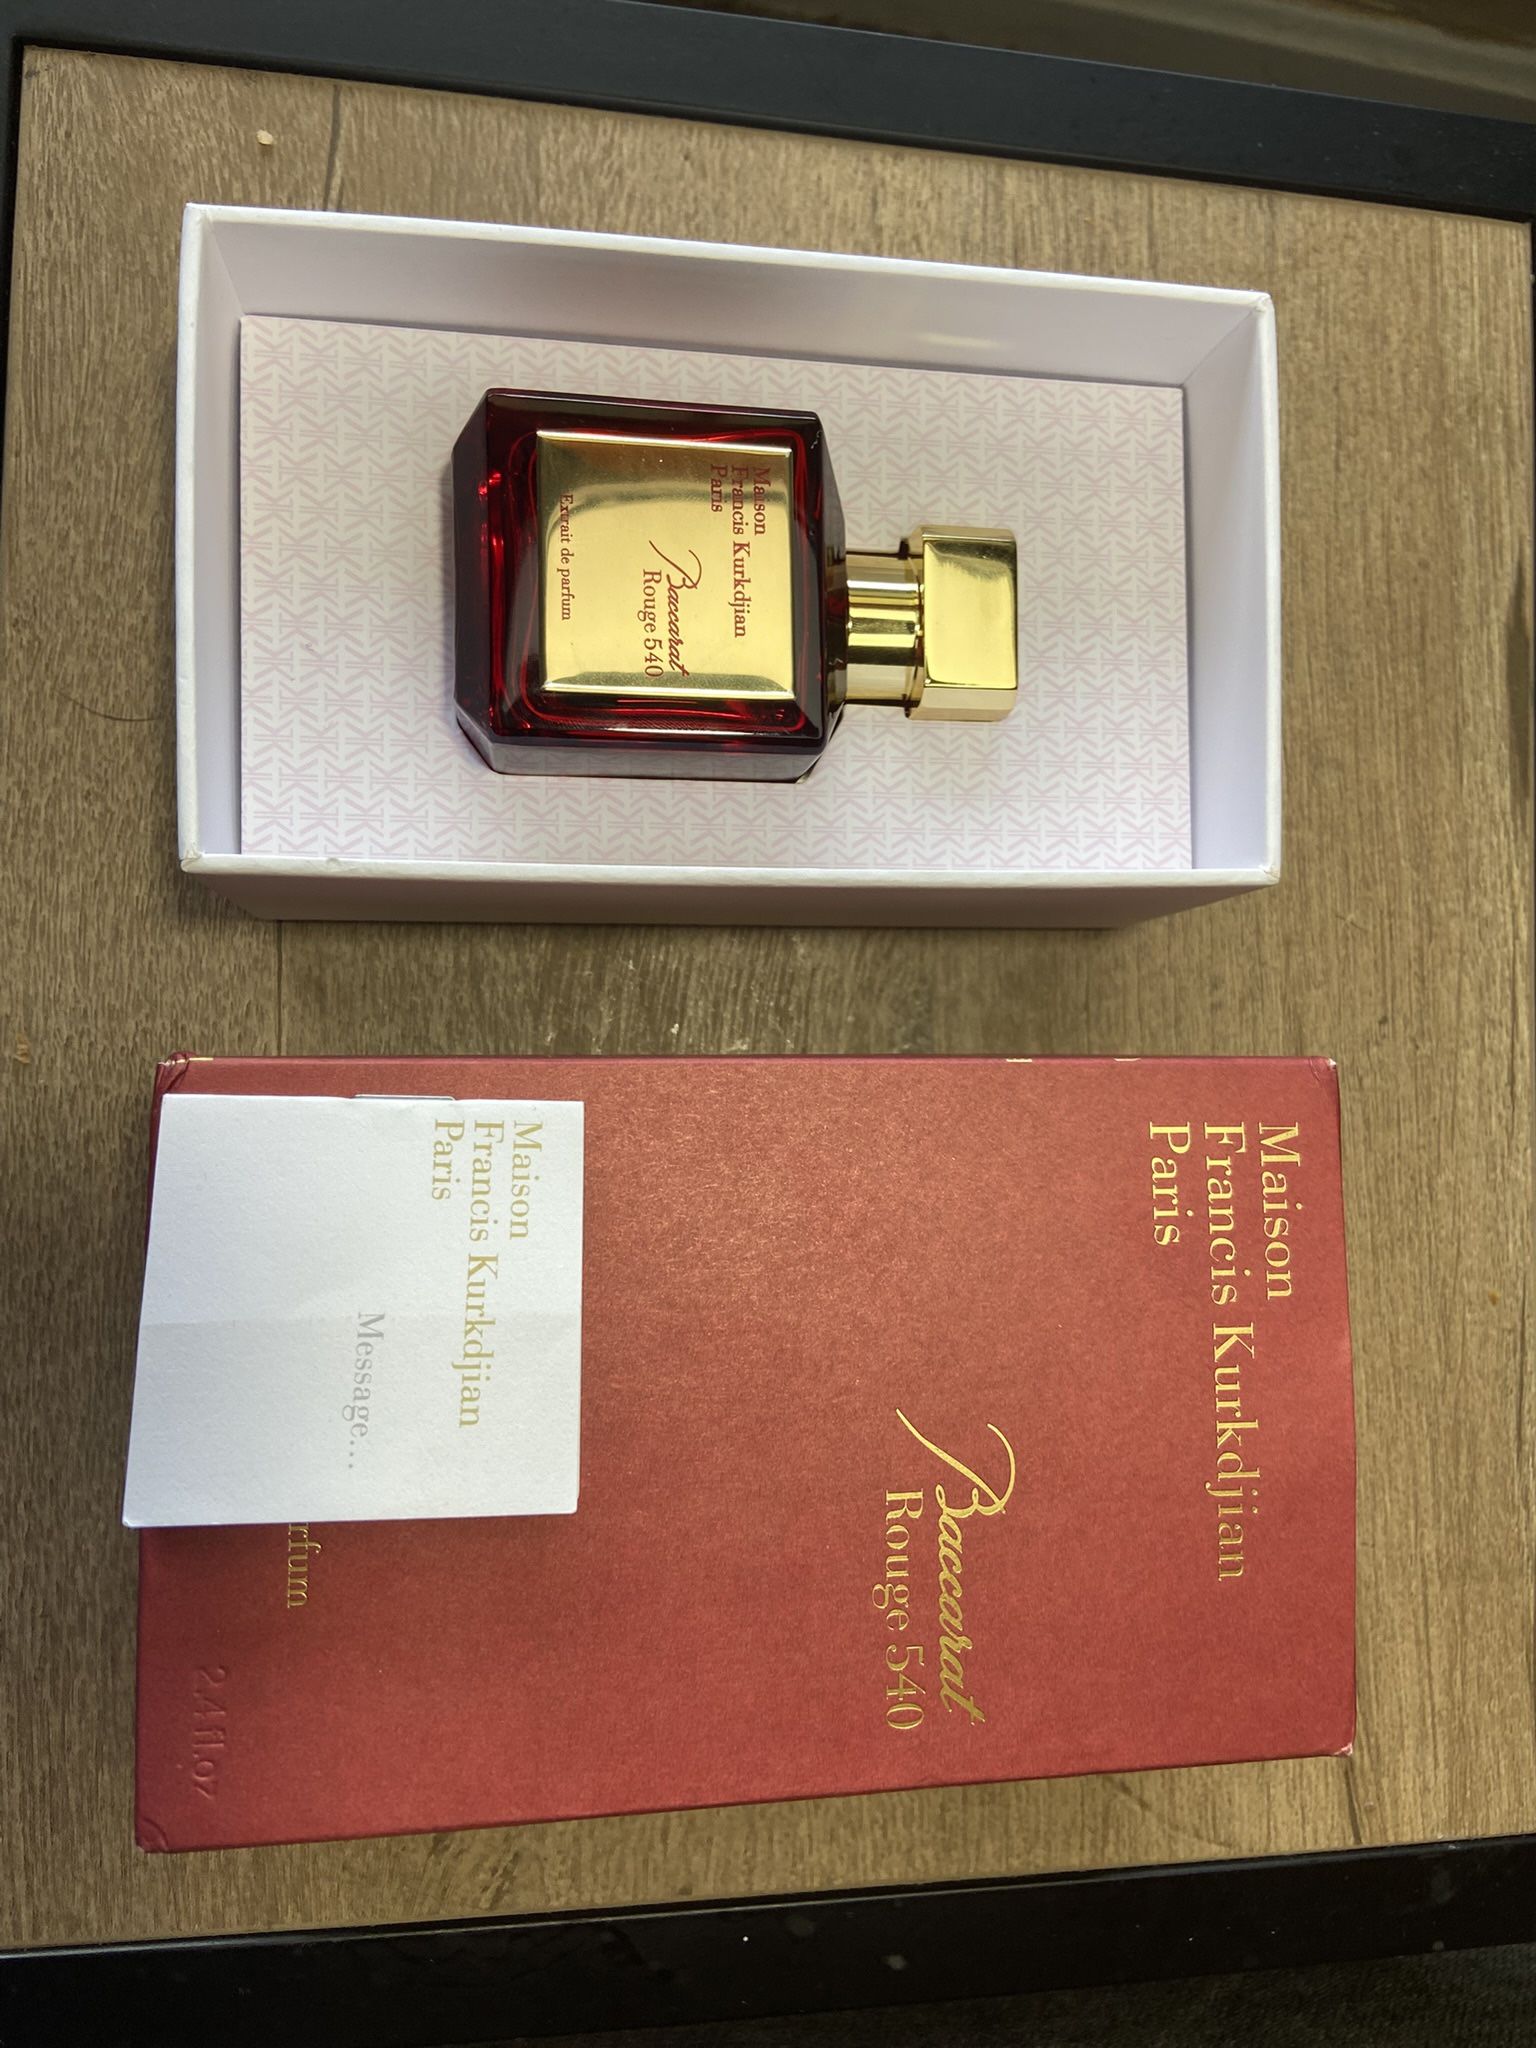 Maison
Francis Kurkdjian
Paris
Baccarat
Rouge 540
Extrait de parfum
Maison
Francis Kurkdjian
Paris
Baccarat
Rouge 540
rfum
2.4 fl.oz
Maison
Francis Kurkdjian
Paris
Message...